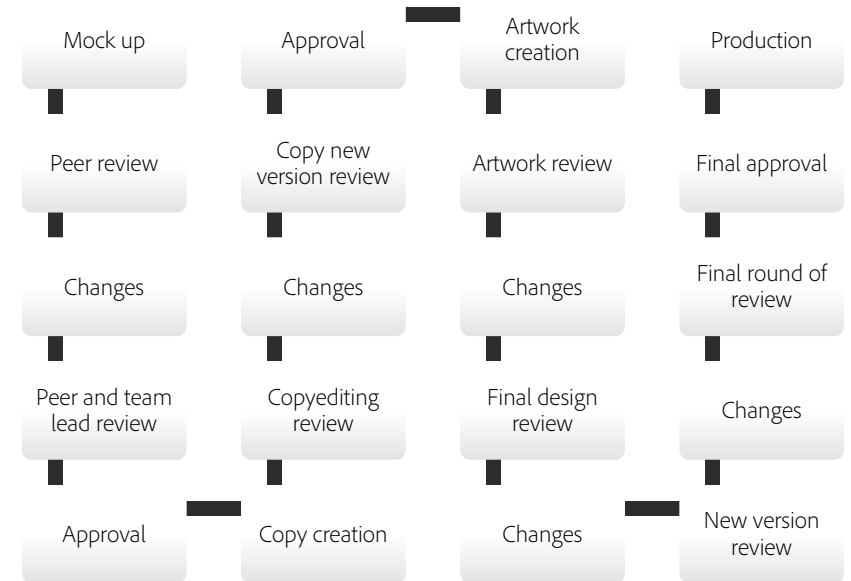 Mock up
Approval
Artwork
creation
Production
Peer review
Copy new
version review
Artwork review
Final approval
Changes
Changes
Changes
Final round of
review
Peer and team
lead review
Copyediting
review
Final design
review
Changes
Approval
Copy creation
Changes
New version
review